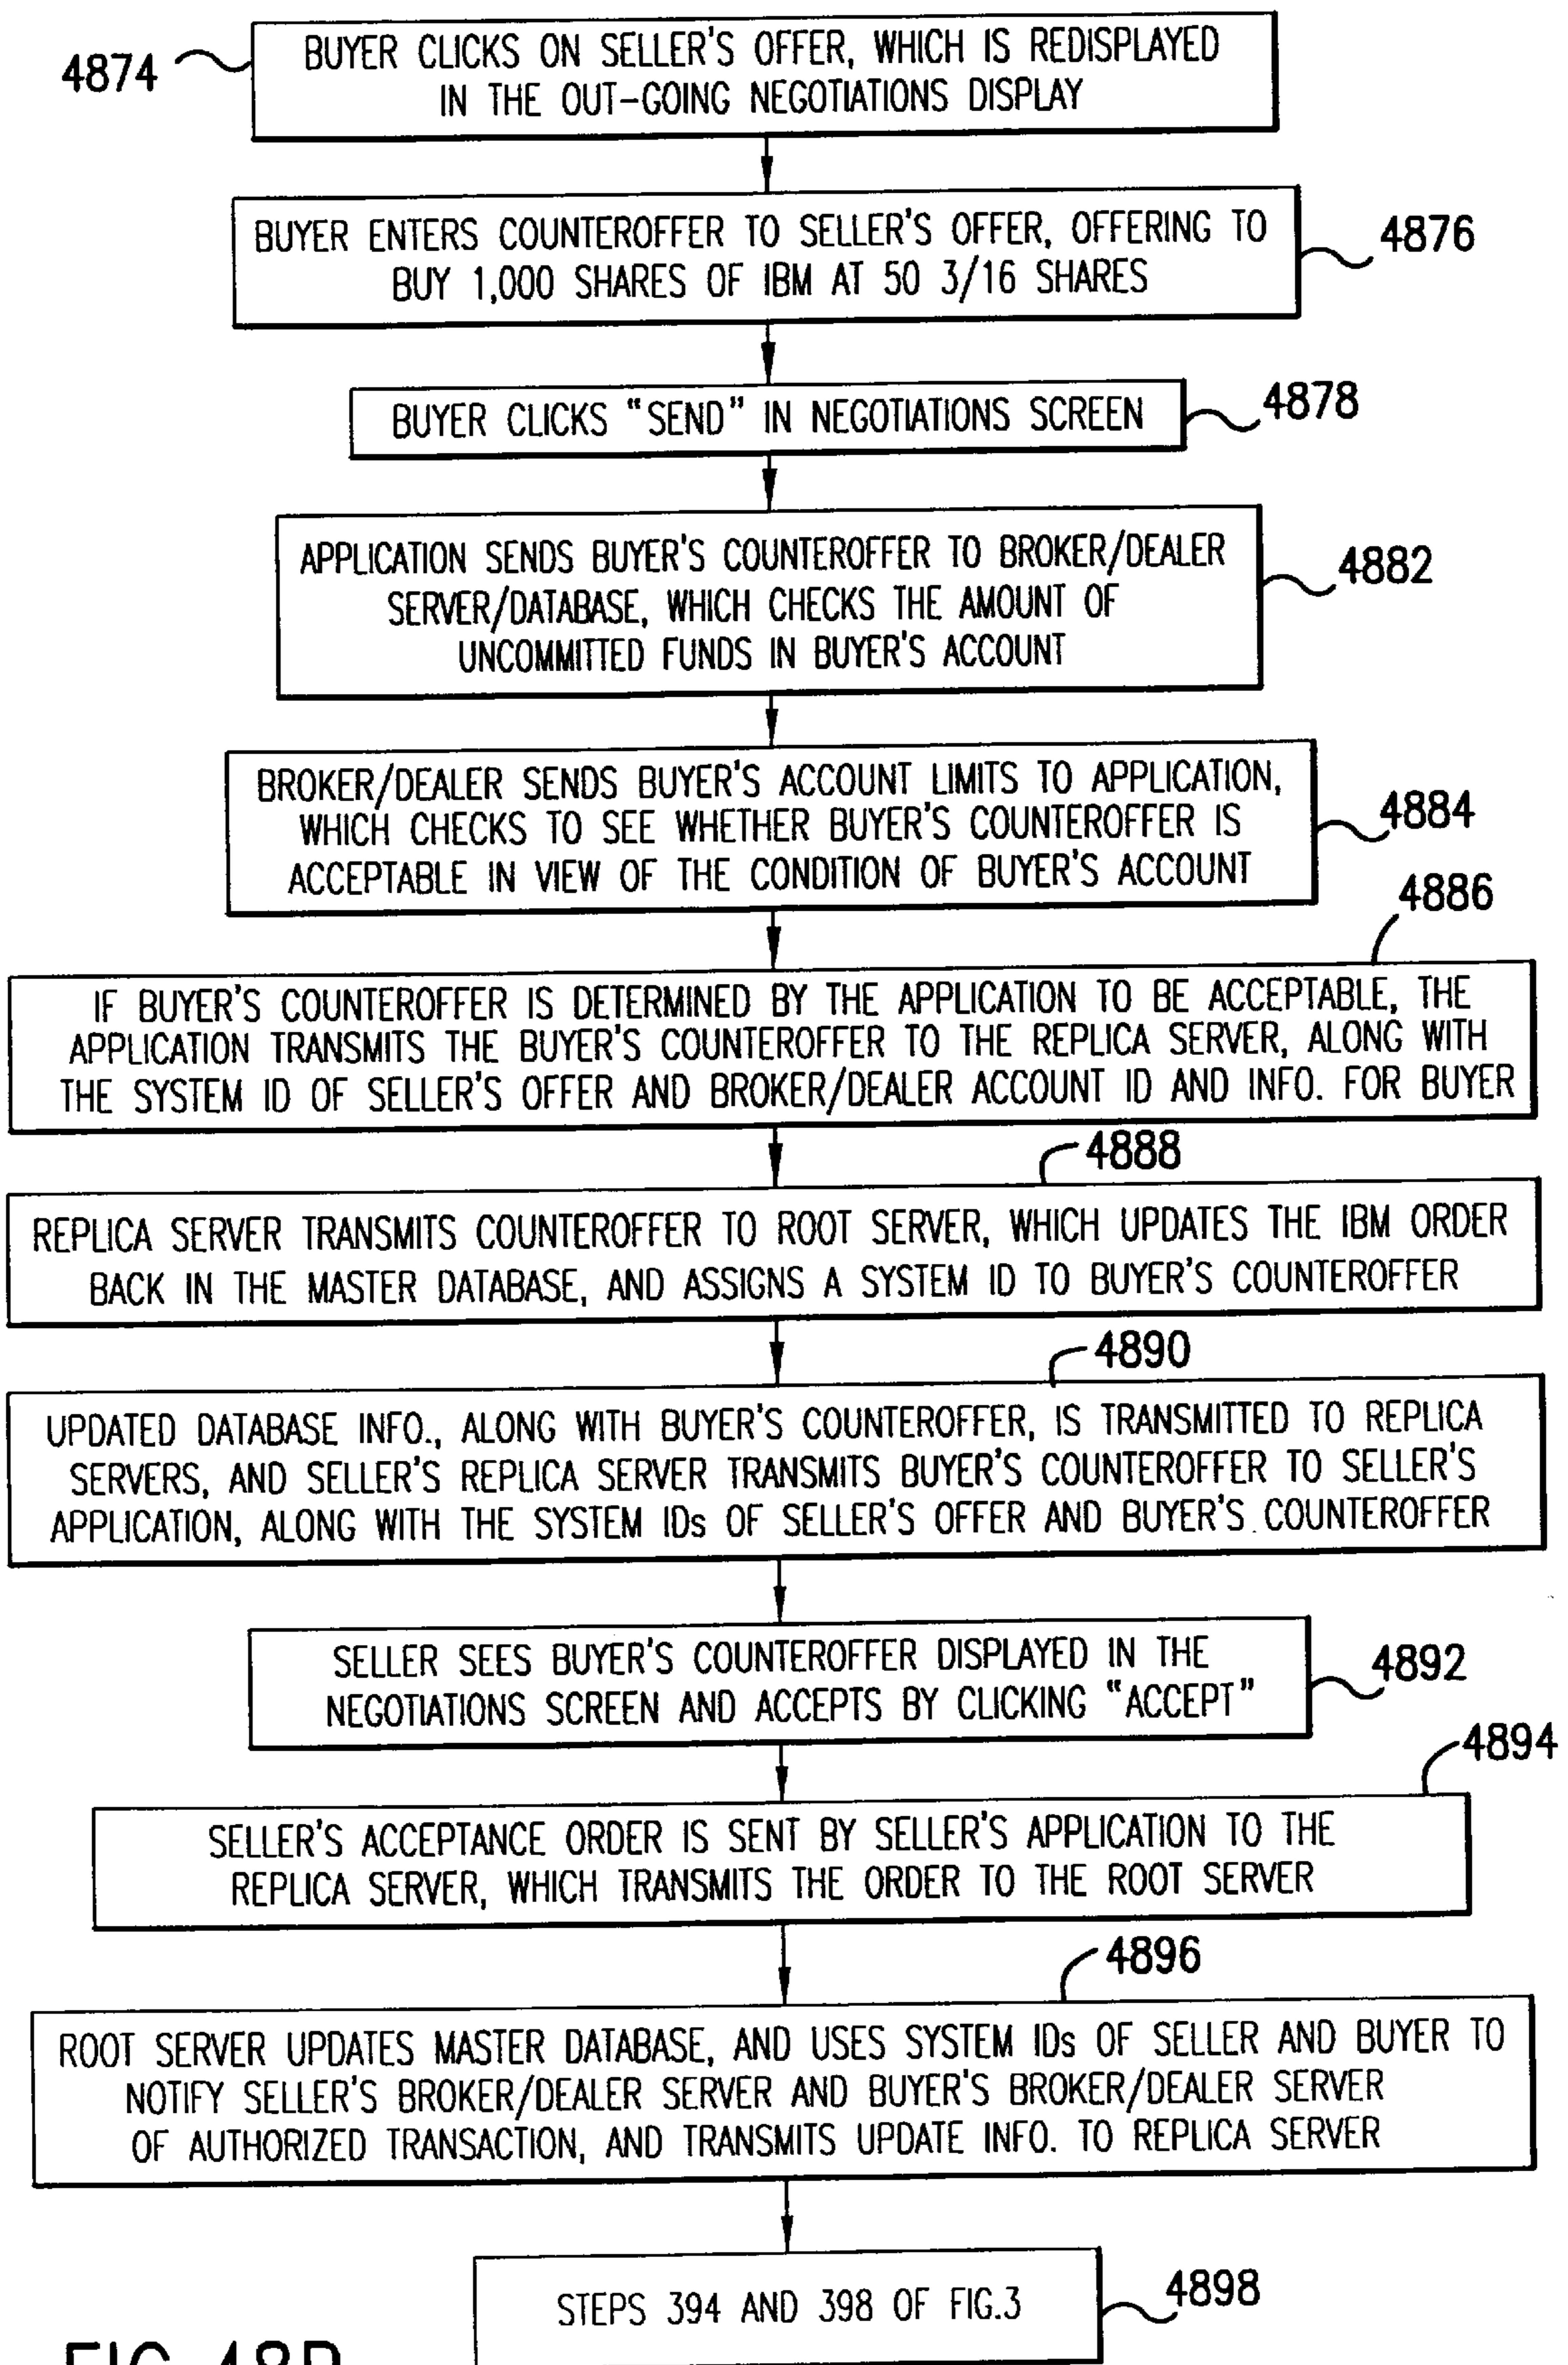 4874
BUYER CLICKS ON SELLER'S OFFER, WHICH IS REDISPLAYED
IN THE OUT-GOING NEGOTIATIONS DISPLAY
BUYER ENTERS COUNTEROFFER TO SELLER'S OFFER, OFFERING TO
BUY 1,000 SHARES OF IBM AT 50 3/16 SHARES
4876
BUYER CLICKS "SEND" IN NEGOTIATIONS SCREEN
4878
APPLICATION SENDS BUYER'S COUNTEROFFER TO BROKER/DEALER
SERVER/DATABASE, WHICH CHECKS THE AMOUNT OF
UNCOMMITTED FUNDS IN BUYER'S ACCOUNT
4882
BROKER/DEALER SENDS BUYER'S ACCOUNT LIMITS TO APPLICATION,
WHICH CHECKS TO SEE WHETHER BUYER'S COUNTEROFFER IS
ACCEPTABLE IN VIEW OF THE CONDITION OF BUYER'S ACCOUNT
4884
4886
IF BUYER'S COUNTEROFFER IS DETERMINED BY THE APPLICATION TO BE ACCEPTABLE, THE
APPLICATION TRANSMITS THE BUYER'S COUNTEROFFER TO THE REPLICA SERVER, ALONG WITH
THE SYSTEM ID OF SELLER'S OFFER AND BROKER/DEALER ACCOUNT ID AND INFO. FOR BUYER
4888
REPLICA SERVER TRANSMITS COUNTEROFFER TO ROOT SERVER, WHICH UPDATES THE IBM ORDER
BACK IN THE MASTER DATABASE, AND ASSIGNS A SYSTEM ID TO BUYER'S COUNTEROFFER
4890
UPDATED DATABASE INFO., ALONG WITH BUYER'S COUNTEROFFER, IS TRANSMITTED TO REPLICA
SERVERS, AND SELLER'S REPLICA SERVER TRANSMITS BUYER'S COUNTEROFFER TO SELLER'S
APPLICATION, ALONG WITH THE SYSTEM IDs OF SELLER'S OFFER AND BUYER'S COUNTEROFFER
SELLER SEES BUYER'S COUNTEROFFER DISPLAYED IN THE
NEGOTIATIONS SCREEN AND ACCEPTS BY CLICKING "ACCEPT"
4892
4894
SELLER'S ACCEPTANCE ORDER IS SENT BY SELLER'S APPLICATION TO THE
REPLICA SERVER, WHICH TRANSMITS THE ORDER TO THE ROOT SERVER
4896
ROOT SERVER UPDATES MASTER DATABASE, AND USES SYSTEM IDs OF SELLER AND BUYER TO
NOTIFY SELLER'S BROKER/DEALER SERVER AND BUYER'S BROKER/DEALER SERVER
OF AUTHORIZED TRANSACTION, AND TRANSMITS UPDATE INFO. TO REPLICA SERVER
STEPS 394 AND 398 OF FIG.3
4898